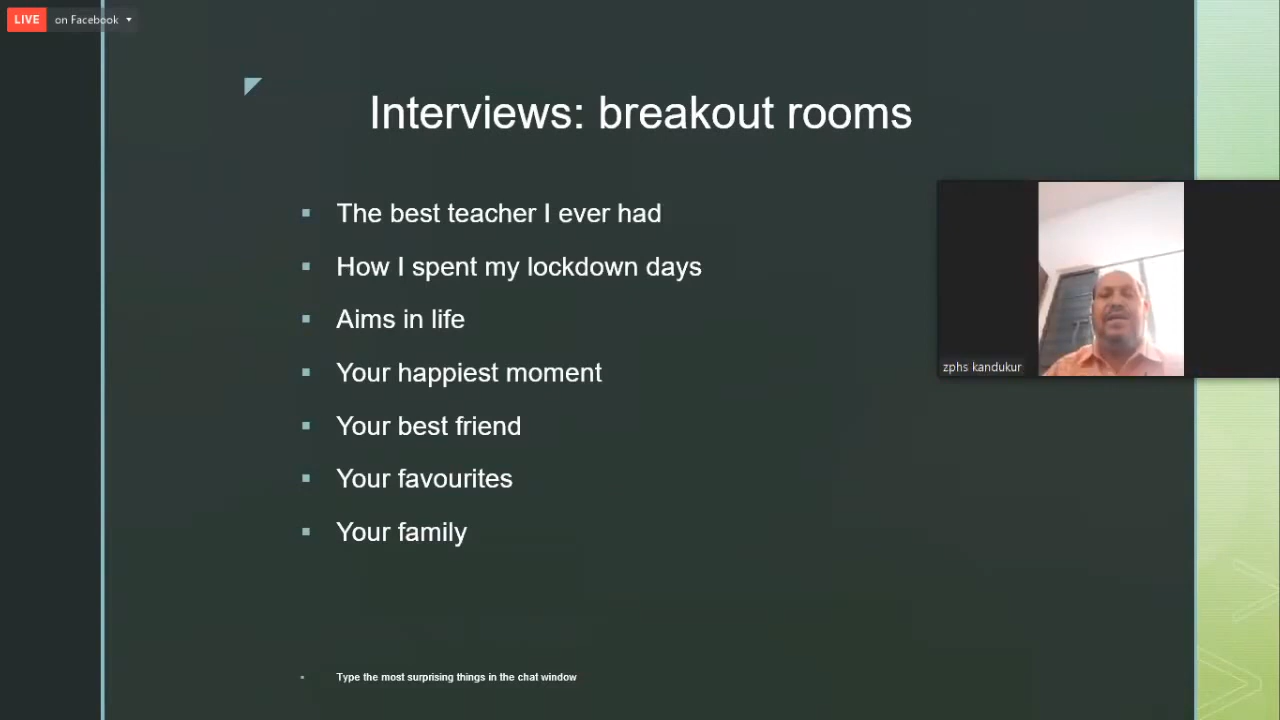 LIVE on Facebook
Interviews: breakout rooms
The best teacher I ever had
How I spent my lockdown days
Aims in life
Your happiest moment
Your best friend
Your favourites
Your family
zphs kandukur
Type the most surprising things in the chat window